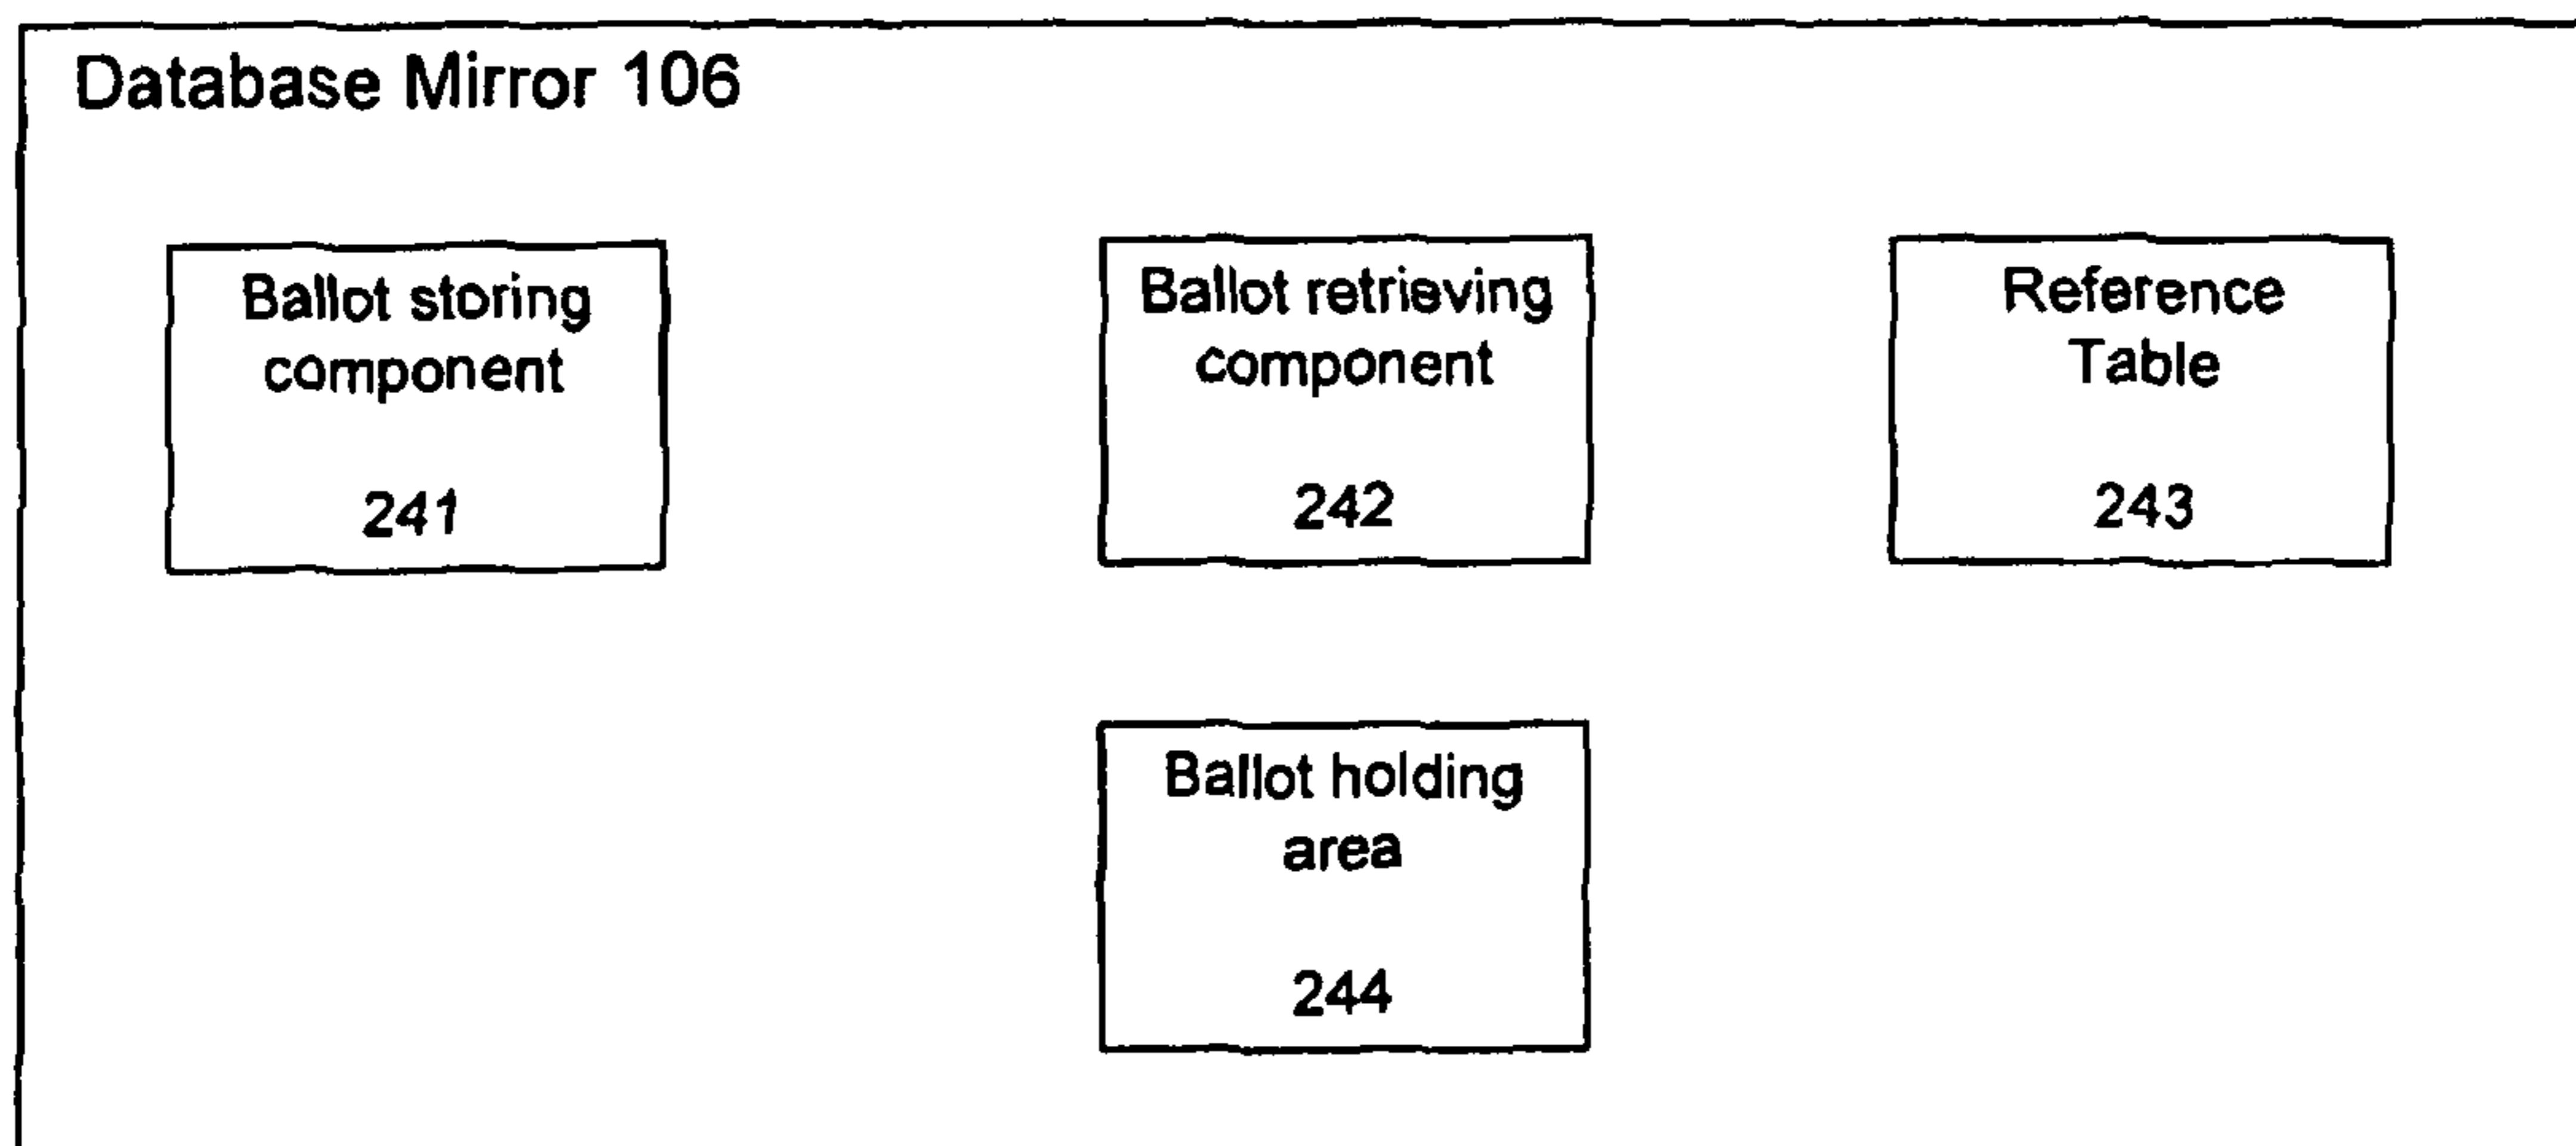 Database Mirror 106
Ballot storing
component
241
Ballot retrieving
component
242
Reference
Table
243
Ballot holding
area
244